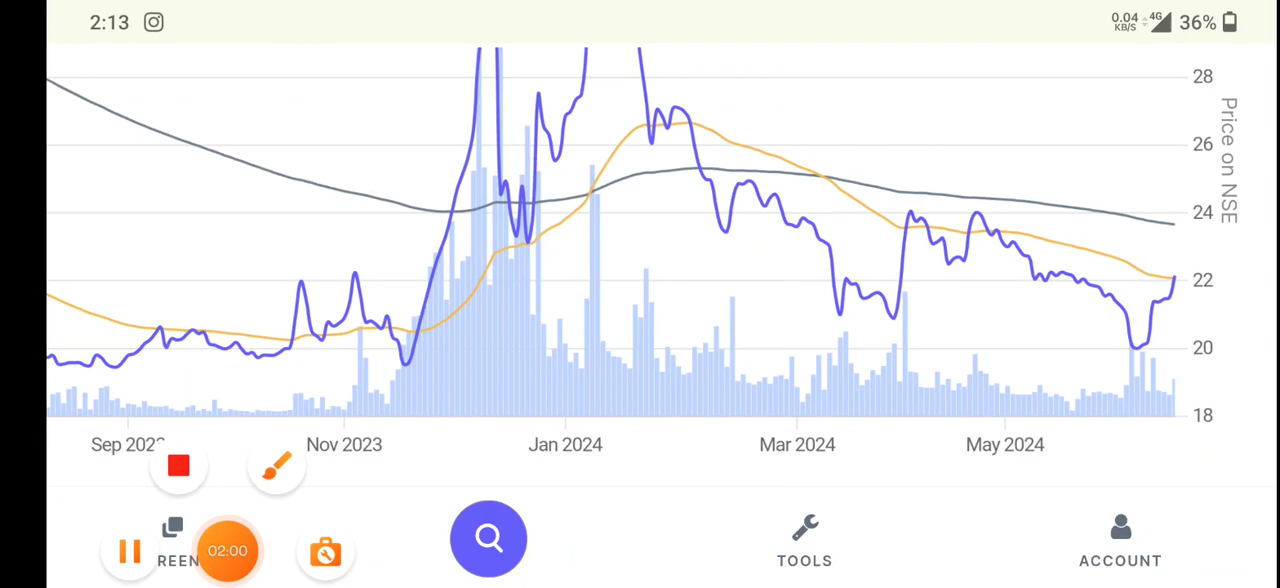 2:13
0.04 KB/S 4G 36%
28
26
24
22
20
18
Price on NSE
Nov 2023 Jan 2024 Mar 2024 May 2024
02:00
TOOLS ACCOUNT